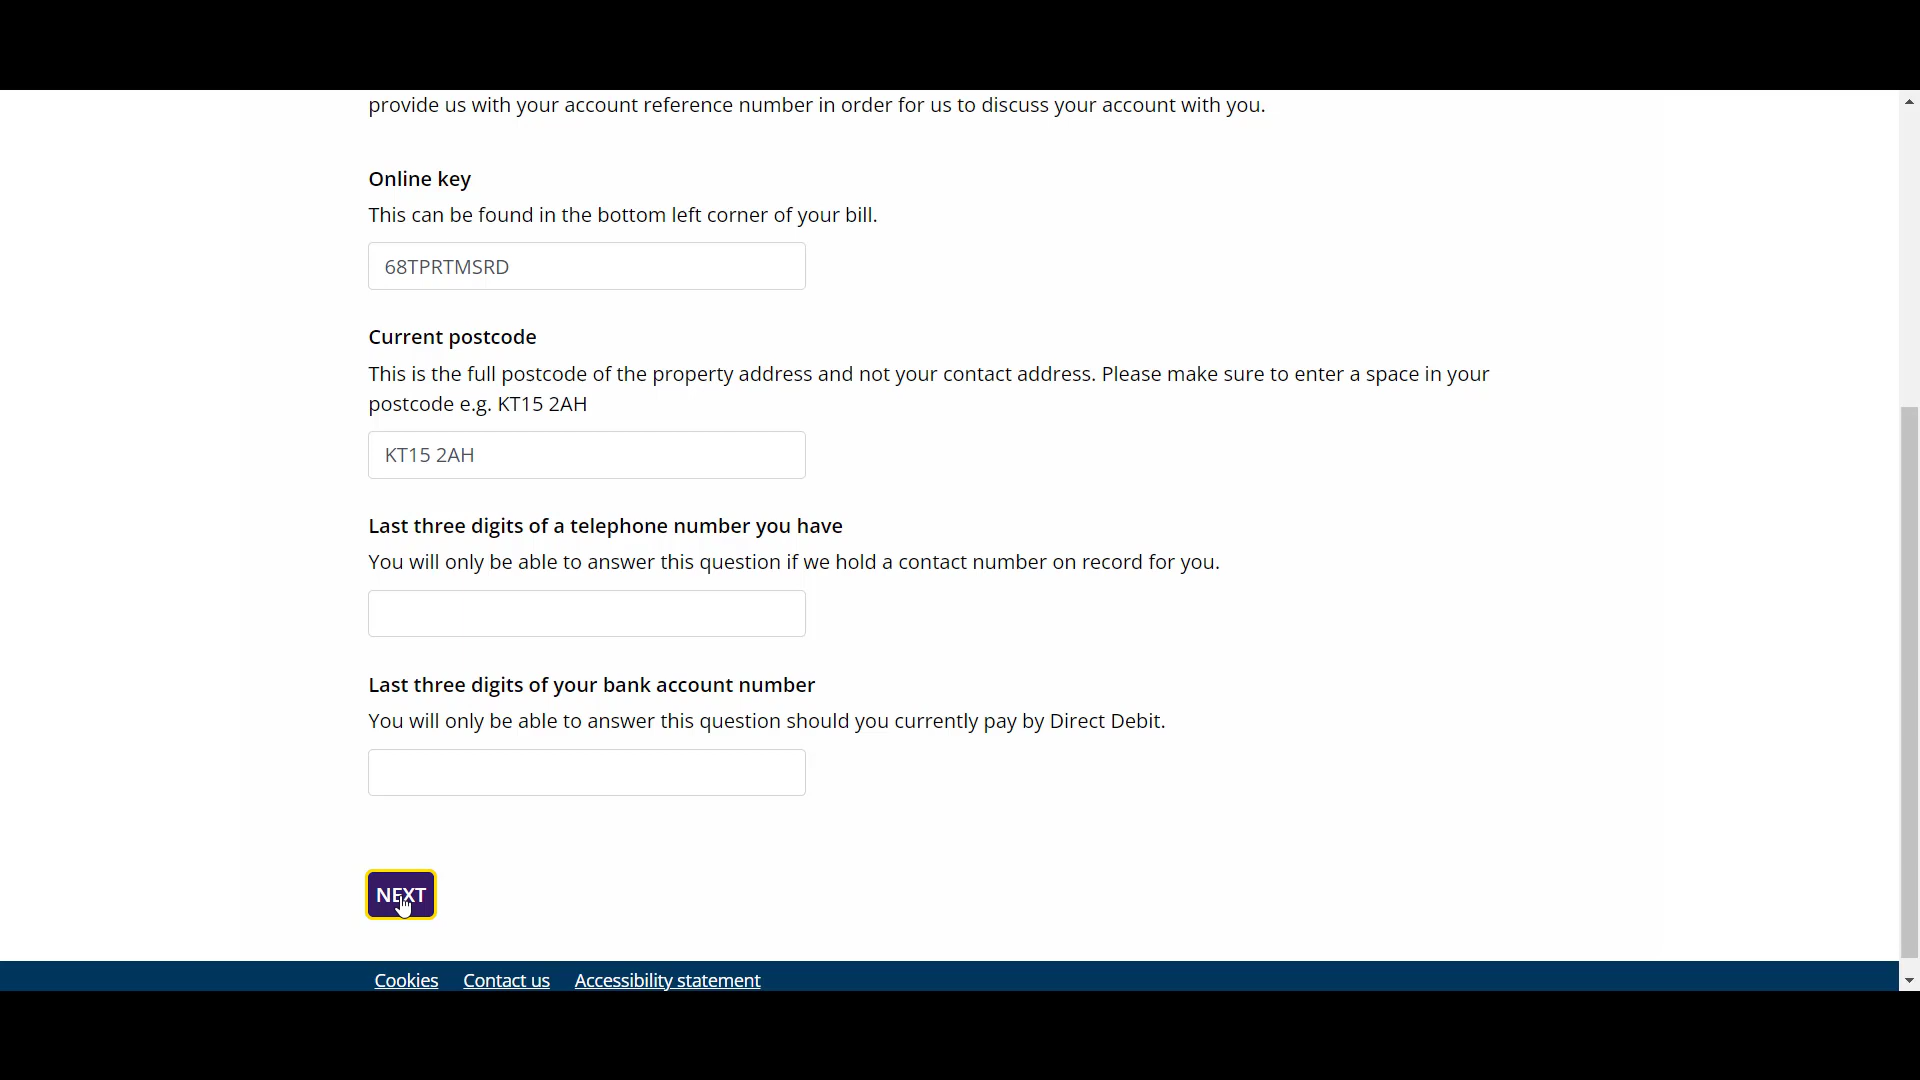 provide us with your account reference number in order for us to discuss your account with you.
Online key
This can be found in the bottom left corner of your bill.
68TPRTMSRD
Current postcode
This is the full postcode of the property address and not your contact address. Please make sure to enter a space in your
postcode e.g. KT15 2AH
KT15 2AH
Last three digits of a telephone number you have
You will only be able to answer this question if we hold a contact number on record for you.
Last three digits of your bank account number
You will only be able to answer this question should you currently pay by Direct Debit.
NEXT
Cookies Contact us Accessibility statement